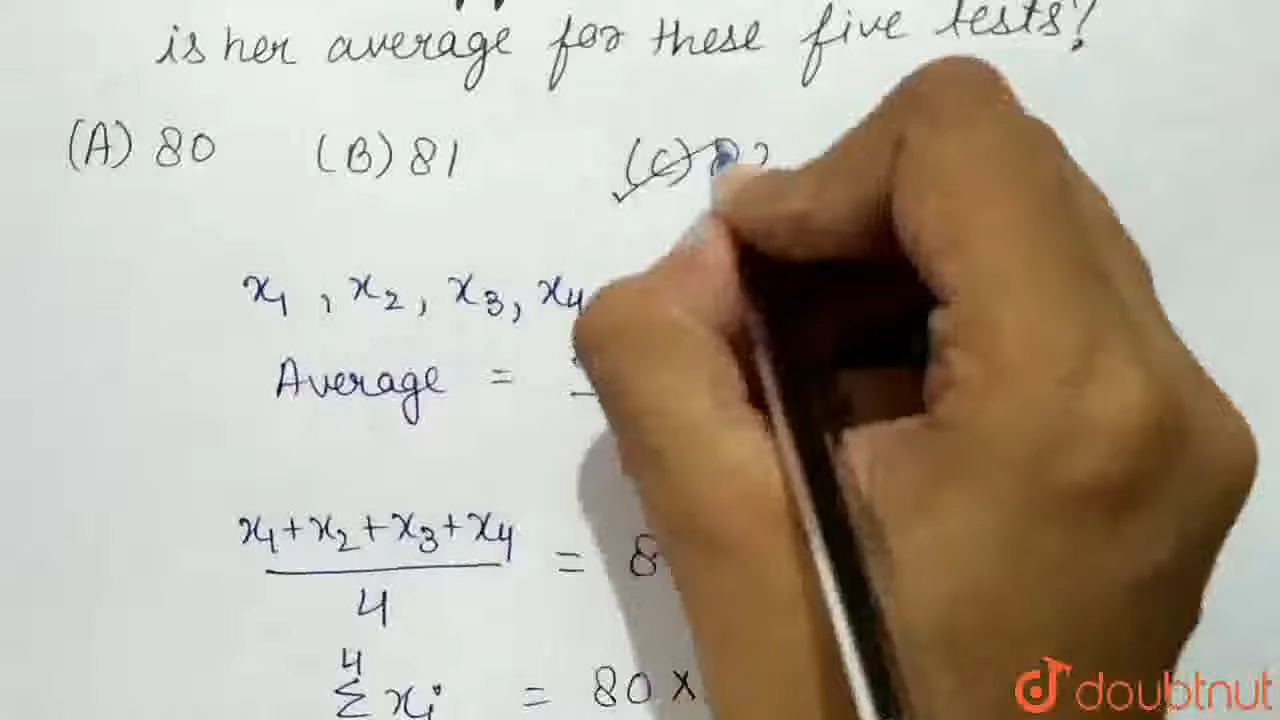 is her average for these five tests?
(A) 80 (B) 81 (C) 82
x₁, x₂, x₃, x₄
Average =
x₁+x₂+x₃+x₄
= 8
4
4
Σ xᵢ = 80 ×
doubtnut